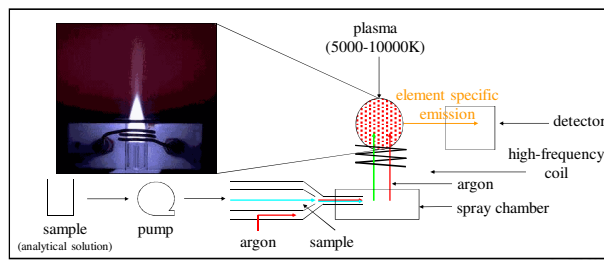 plasma
(5000-10000K)
element specific
emission
detector
high-frequency
coil
argon
spray chamber
sample
(analytical solution)
pump
argon
sample